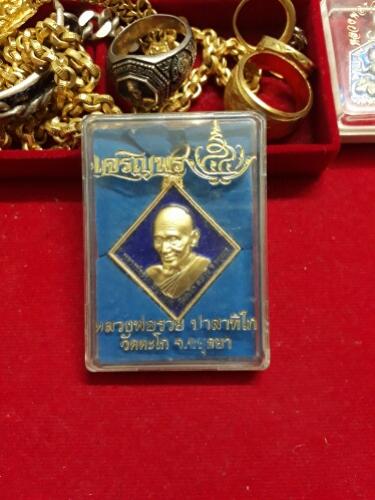 เจริญพร
หลวงพ่อรวย ปาสาทิโก
วัดตะโก จ.อยุธยา